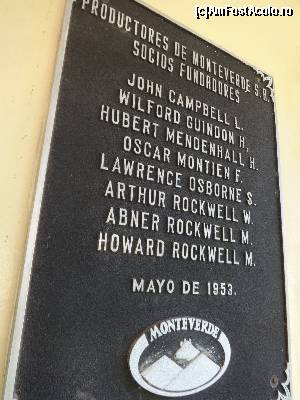 (c)AmFostAcolo.ro
PRODUCTORES DE MONTEVERDE S.A.
SOCIOS FUNDADORES
JOHN CAMPBELL L.
WILFORD GUINDON H.
HUBERT MENDENHALL H.
OSCAR MONTIEN F.
LAWRENCE OSBORNE S.
ARTHUR ROCKWELL W.
ABNER ROCKWELL M.
HOWARD ROCKWELL M.
MAYO DE 1953.
MONTEVERDE